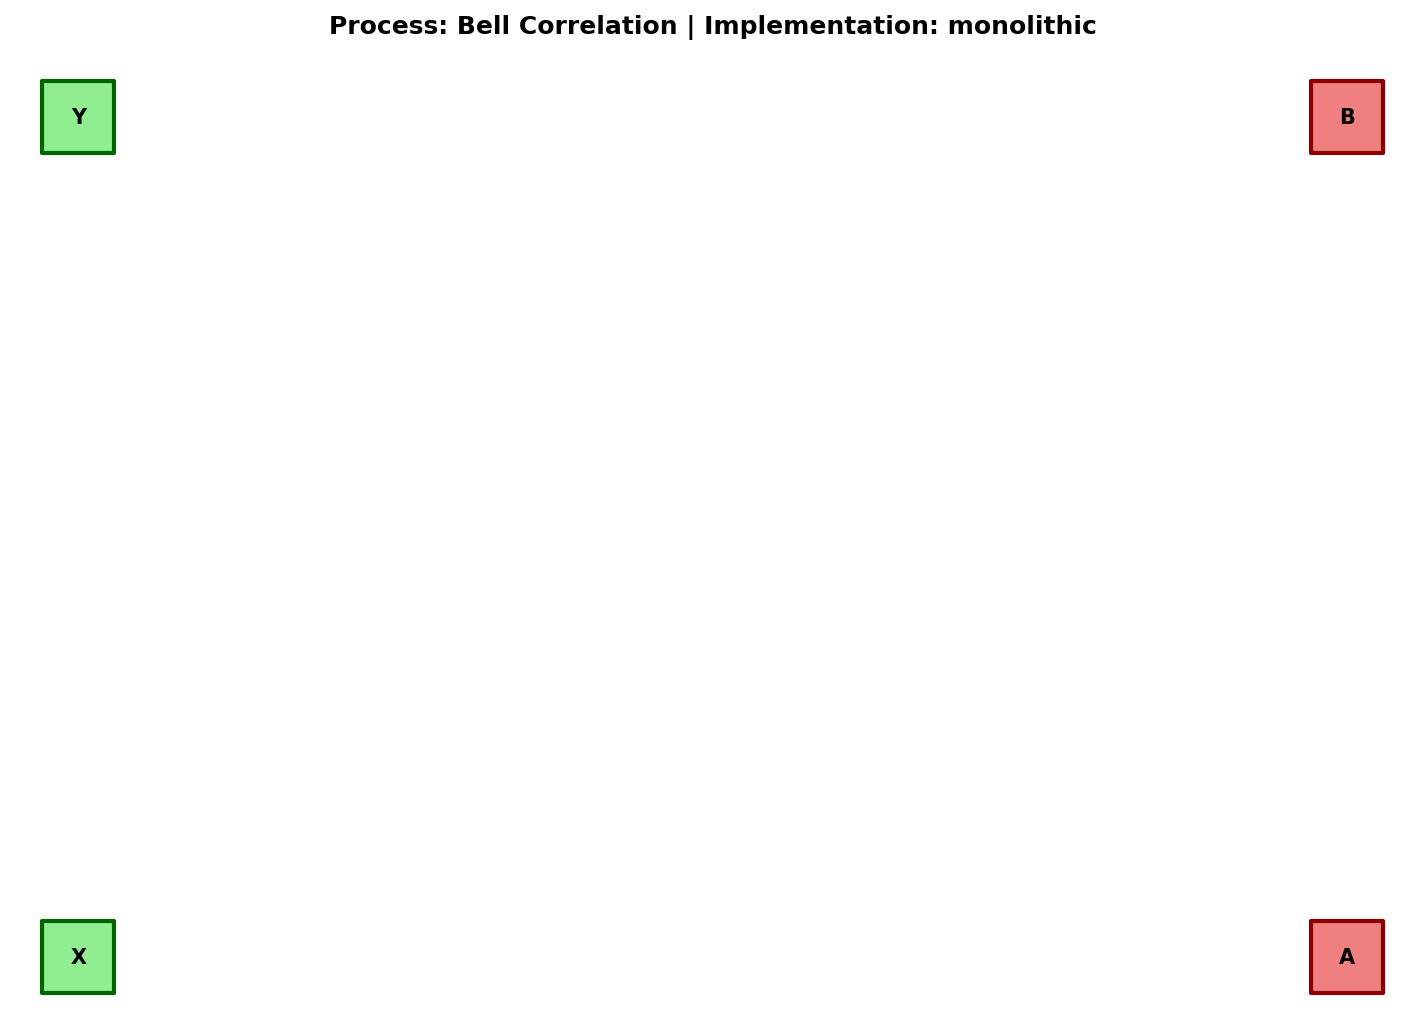 Process: Bell Correlation | Implementation: monolithic
Y
B
X
A